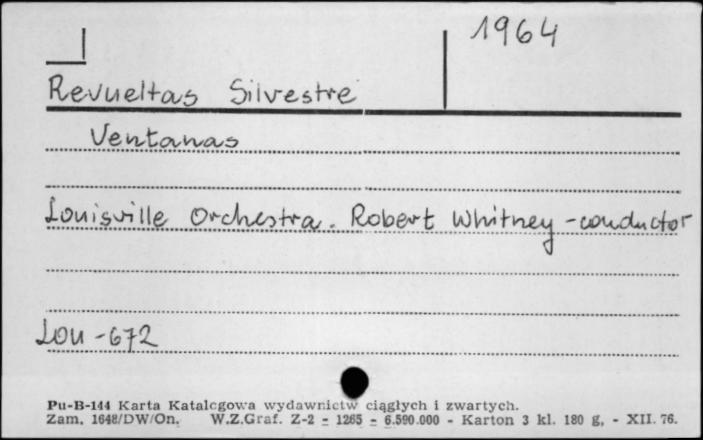 1964
Revueltas Silvestre
Ventanas
Louisville Orchestra. Robert Whitney - conductor
Lou - 672
Pu-B-144 Karta Katalogowa wydawnictw ciągłych i zwartych.
Zam. 1648/DW/On. W.Z.Graf. Z-2 - 1265 - 6.590.000 - Karton 3 kl. 180 g, - XII. 76.